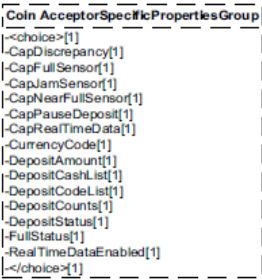 Coin AcceptorSpecificPropertiesGroup
-<choice>[1]
-CapDiscrepancy[1]
-CapFullSensor[1]
-CapJamSensor[1]
-CapNearFullSensor[1]
-CapPauseDeposit[1]
-CapRealTimeData[1]
-CurrencyCode[1]
-DepositAmount[1]
-DepositCashList[1]
-DepositCodeList[1]
-DepositCounts[1]
-DepositStatus[1]
-FullStatus[1]
-RealTimeDataEnabled[1]
-</choice>[1]